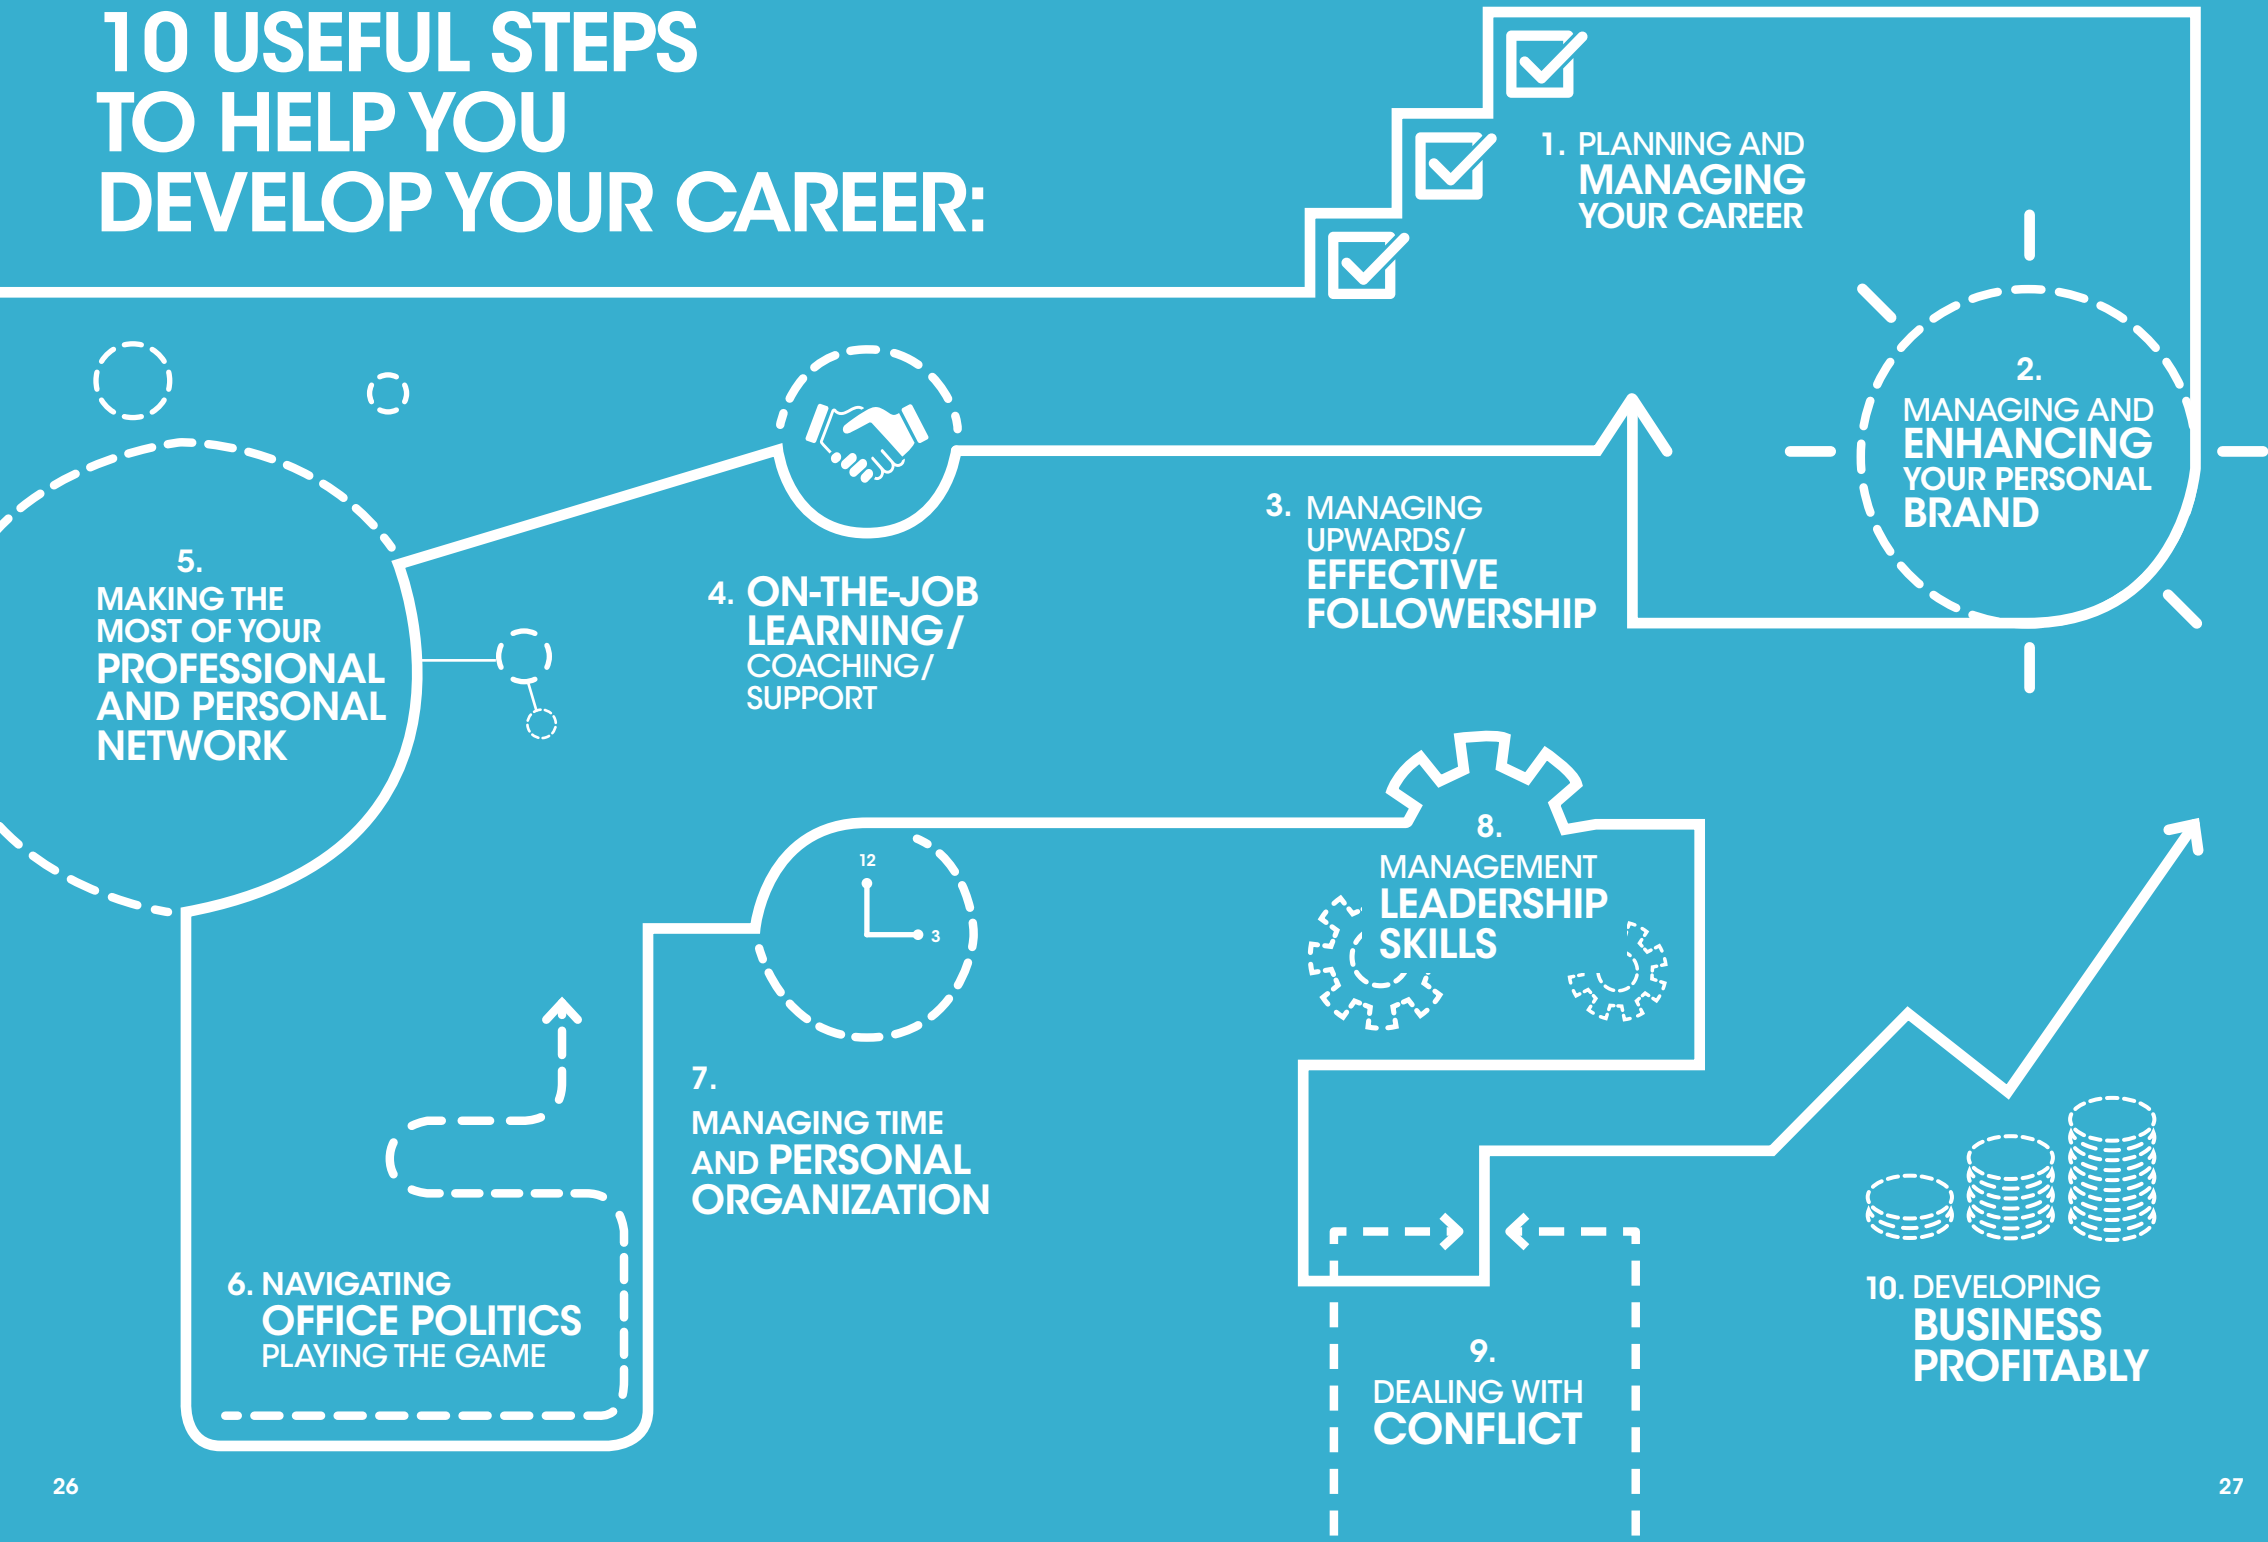 10 USEFUL STEPS
TO HELP YOU
DEVELOP YOUR CAREER:
1. PLANNING AND
MANAGING
YOUR CAREER
2.
MANAGING AND
ENHANCING
YOUR PERSONAL
BRAND
3. MANAGING
UPWARDS/
EFFECTIVE
FOLLOWERSHIP
4. ON-THE-JOB
LEARNING/
COACHING/
SUPPORT
5.
MAKING THE
MOST OF YOUR
PROFESSIONAL
AND PERSONAL
NETWORK
6. NAVIGATING
OFFICE POLITICS
PLAYING THE GAME
12
3
7.
MANAGING TIME
AND PERSONAL
ORGANIZATION
8.
MANAGEMENT
LEADERSHIP
SKILLS
9.
DEALING WITH
CONFLICT
10. DEVELOPING
BUSINESS
PROFITABLY
26
27